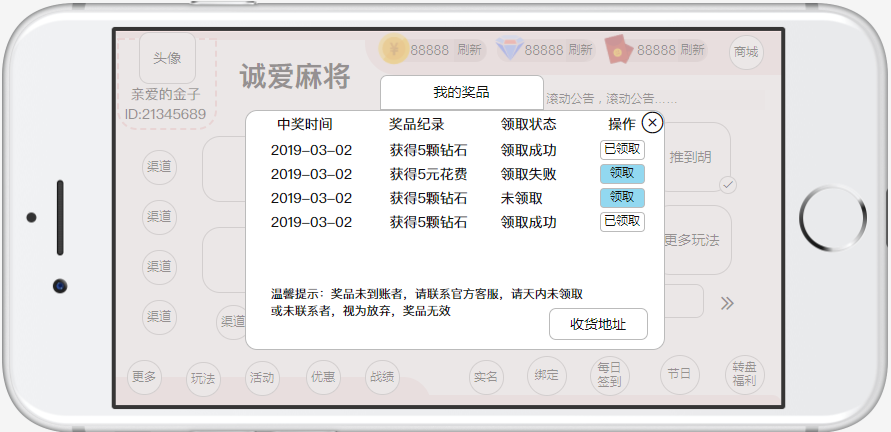 头像
亲爱的金子
ID:21345689
诚爱麻将
88888 刷新
88888 刷新
88888 刷新
商城
滚动公告，滚动公告......
我的奖品
中奖时间 奖品纪录 领取状态 操作
2019-03-02 获得5颗钻石 领取成功 已领取
2019-03-02 获得5元花费 领取失败 领取
2019-03-02 获得5颗钻石 未领取 领取
2019-03-02 获得5颗钻石 领取成功 已领取
温馨提示：奖品未到账者，请联系官方客服，请天内未领取
或未联系者，视为放弃，奖品无效
收货地址
渠道
渠道
渠道
渠道
渠道
推到胡
更多玩法
更多
玩法
活动
优惠
战绩
实名
绑定
每日
签到
节日
转盘
福利